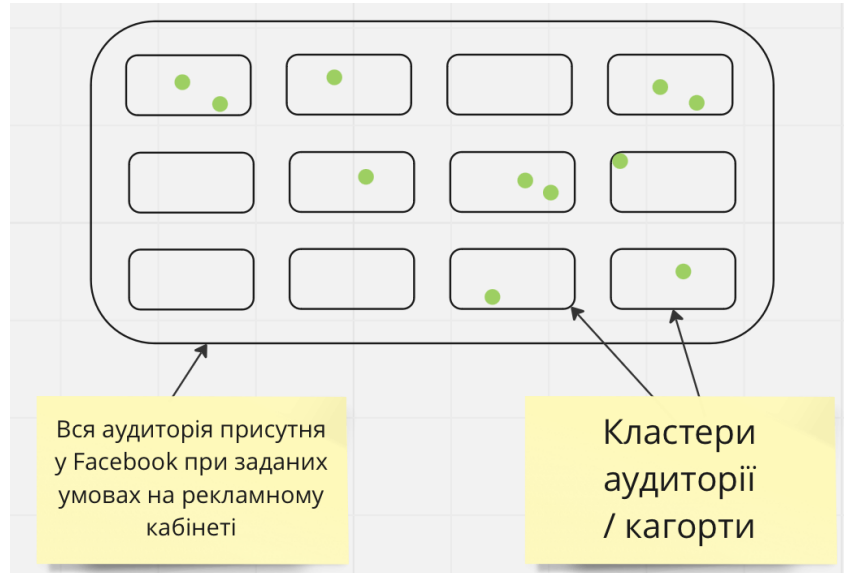 Вся аудиторія присутня
у Facebook при заданих
умовах на рекламному
кабінеті
Кластери
аудиторії
/ кагорти